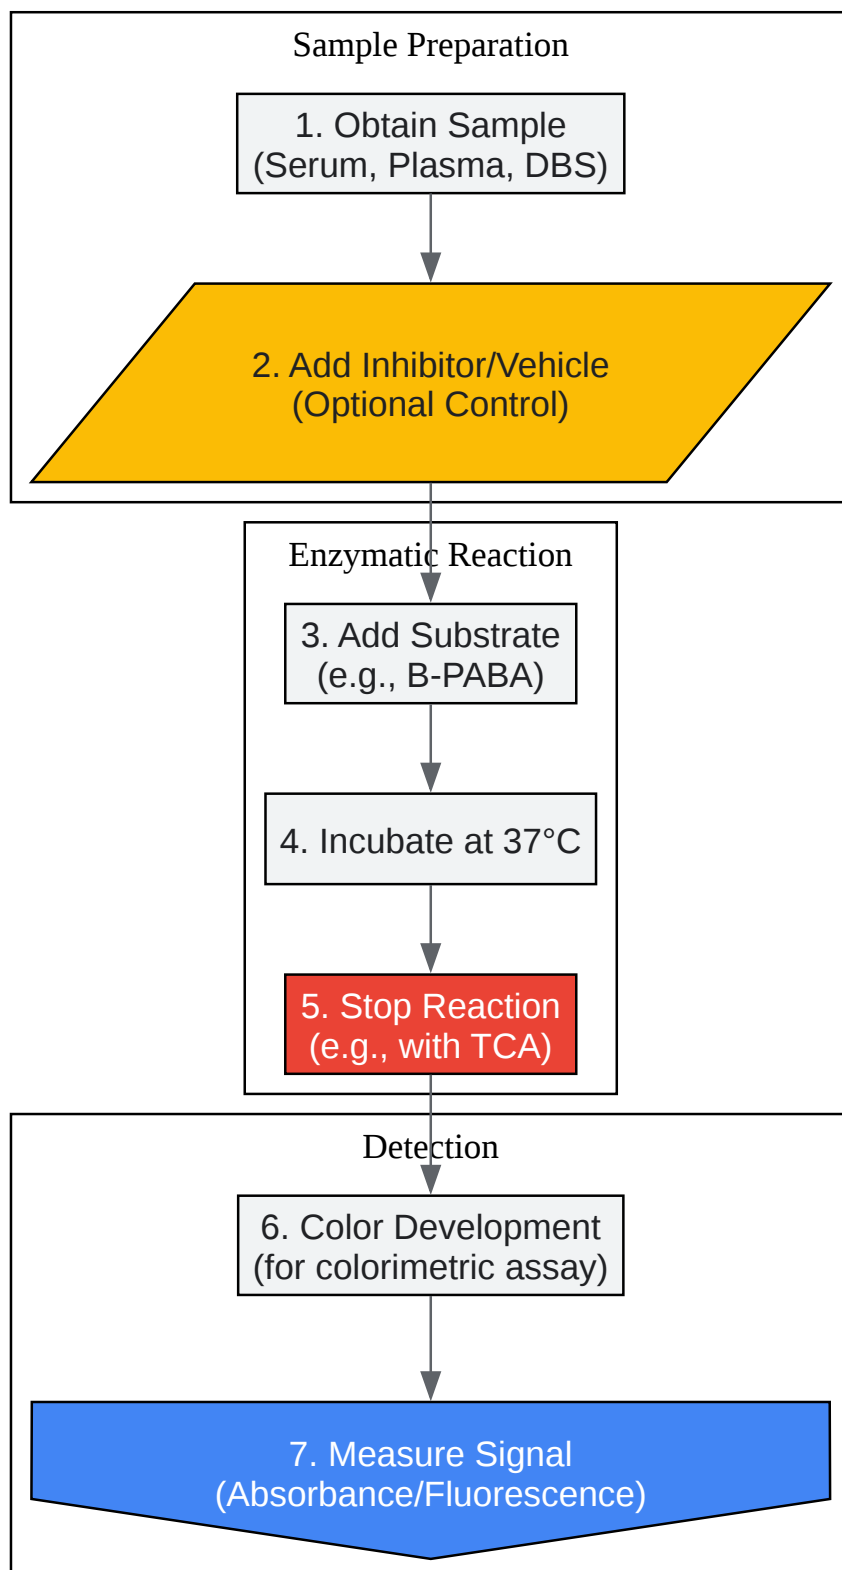 Sample Preparation
1. Obtain Sample
(Serum, Plasma, DBS)
2. Add Inhibitor/Vehicle
(Optional Control)
Enzymatic Reaction
3. Add Substrate
(e.g., B-PABA)
4. Incubate at 37°C
5. Stop Reaction
(e.g., with TCA)
Detection
6. Color Development
(for colorimetric assay)
7. Measure Signal
(Absorbance/Fluorescence)